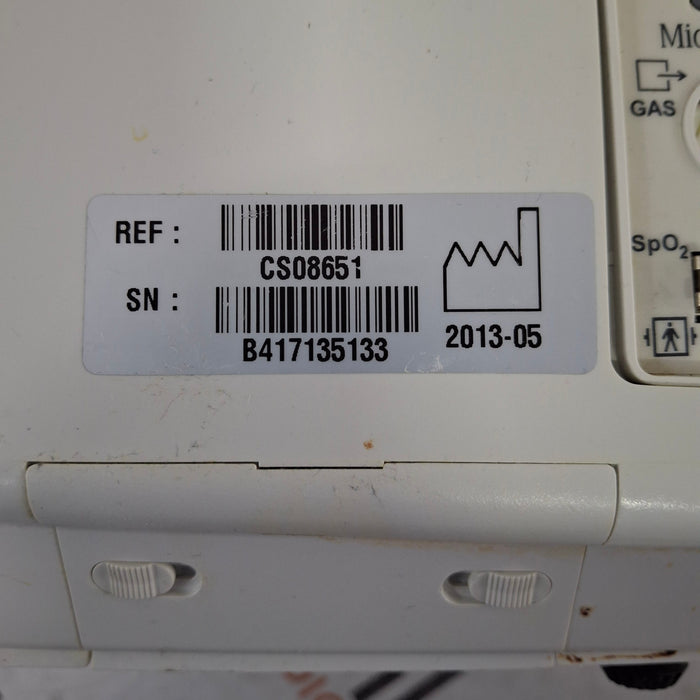 Mic
GAS
REF :
CS08651
SN :
B417135133
2013-05
SpO2